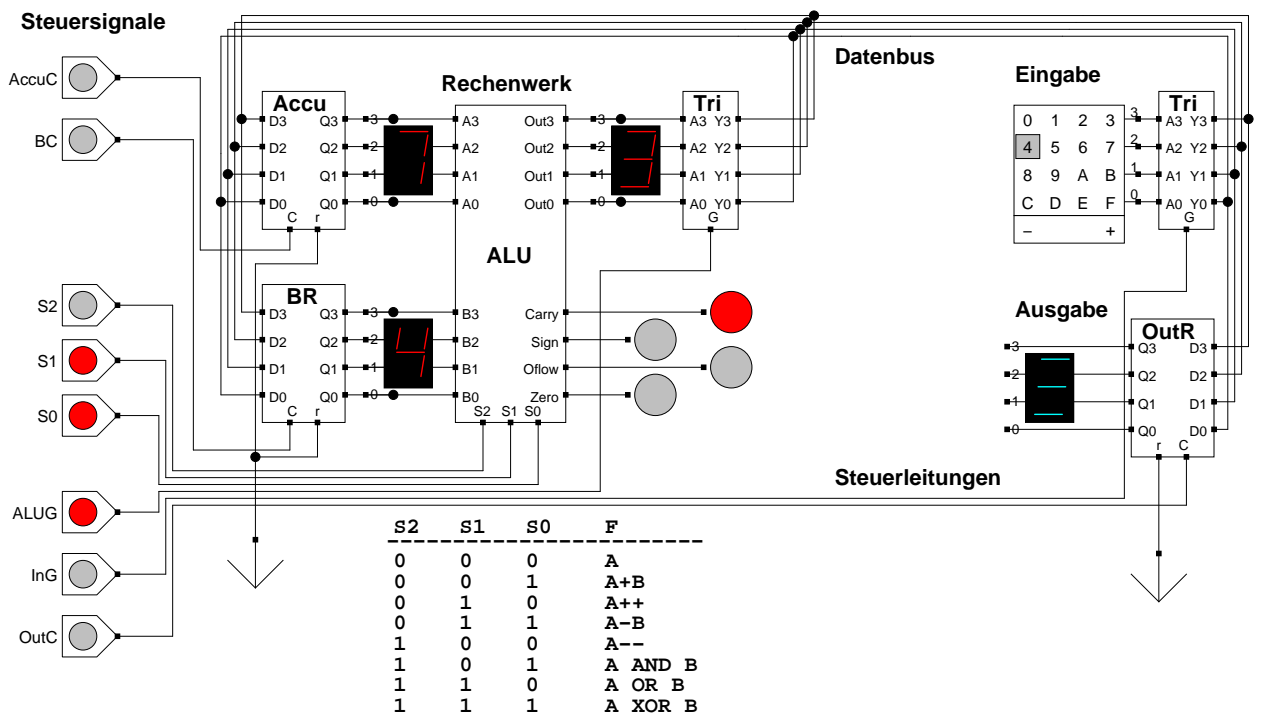 Steuersignale
AccuC
BC
S2
S1
S0
ALUG
InG
OutC
Accu
D3 Q3
D2 Q2
D1 Q1
D0 Q0
C r
3
2
1
0
7
BR
D3 Q3
D2 Q2
D1 Q1
D0 Q0
C r
3
2
1
0
4
Rechenwerk
A3 Out3
A2 Out2
A1 Out1
A0 Out0
ALU
B3 Carry
B2 Sign
B1 Oflow
B0 Zero
S2 S1 S0
3
2
1
0
3
Tri
A3 Y3
A2 Y2
A1 Y1
A0 Y0
G
Datenbus
Eingabe
0 1 2 3
4 5 6 7
8 9 A B
C D E F
− +
3
2
1
0
Tri
A3 Y3
A2 Y2
A1 Y1
A0 Y0
G
Ausgabe
3
2
1
0
OutR
Q3 D3
Q2 D2
Q1 D1
Q0 D0
r C
Steuerleitungen
S2 S1 S0 F
0 0 0 A
0 0 1 A+B
0 1 0 A++
0 1 1 A−B
1 0 0 A−−
1 0 1 A AND B
1 1 0 A OR B
1 1 1 A XOR B